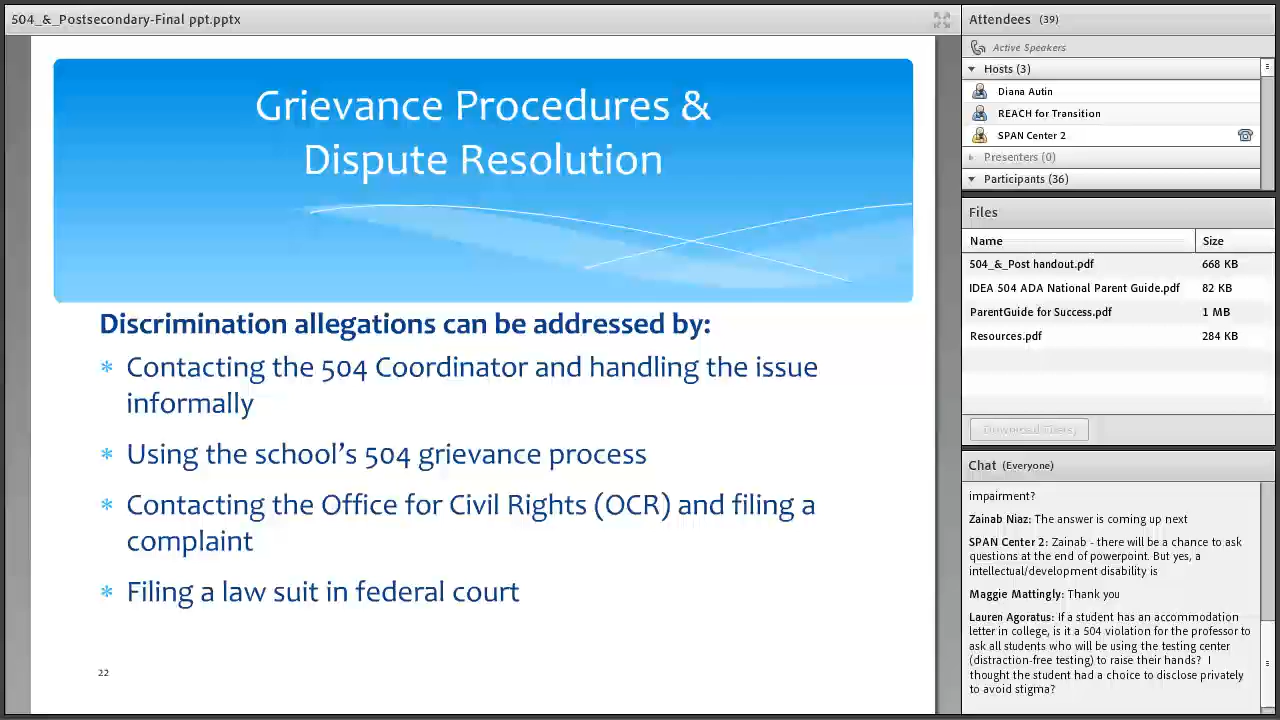 504_&_Postsecondary-Final ppt.pptx
Grievance Procedures &
Dispute Resolution
Discrimination allegations can be addressed by:
* Contacting the 504 Coordinator and handling the issue
informally
* Using the school’s 504 grievance process
* Contacting the Office for Civil Rights (OCR) and filing a
complaint
* Filing a law suit in federal court
22
Attendees (39)
Active Speakers
Hosts (3)
Diana Autin
REACH for Transition
SPAN Center 2
Presenters (0)
Participants (36)
Files
Name Size
504_&_Post handout.pdf 668 KB
IDEA 504 ADA National Parent Guide.pdf 82 KB
ParentGuide for Success.pdf 1 MB
Resources.pdf 284 KB
Download File(s)
Chat (Everyone)
impairment?
Zainab Niaz: The answer is coming up next
SPAN Center 2: Zainab - there will be a chance to ask
questions at the end of powerpoint. But yes, a
intellectual/development disability is
Maggie Mattingly: Thank you
Lauren Agoratus: If a student has an accommodation
letter in college, is it a 504 violation for the professor to
ask all students who will be using the testing center
(distraction-free testing) to raise their hands? I
thought the student had a choice to disclose privately
to avoid stigma?